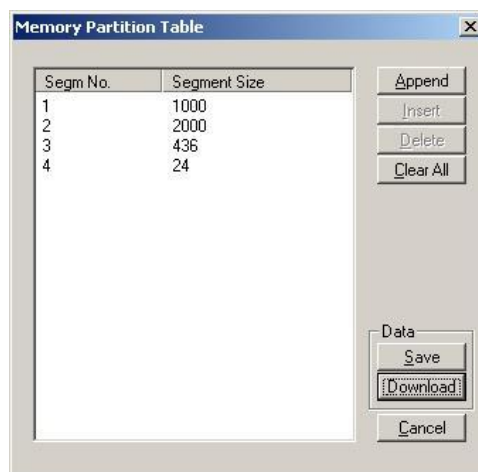 Memory Partition Table
Segm No. Segment Size
1 1000
2 2000
3 436
4 24
Append
Insert
Delete
Clear All
Data
Save
Download
Cancel